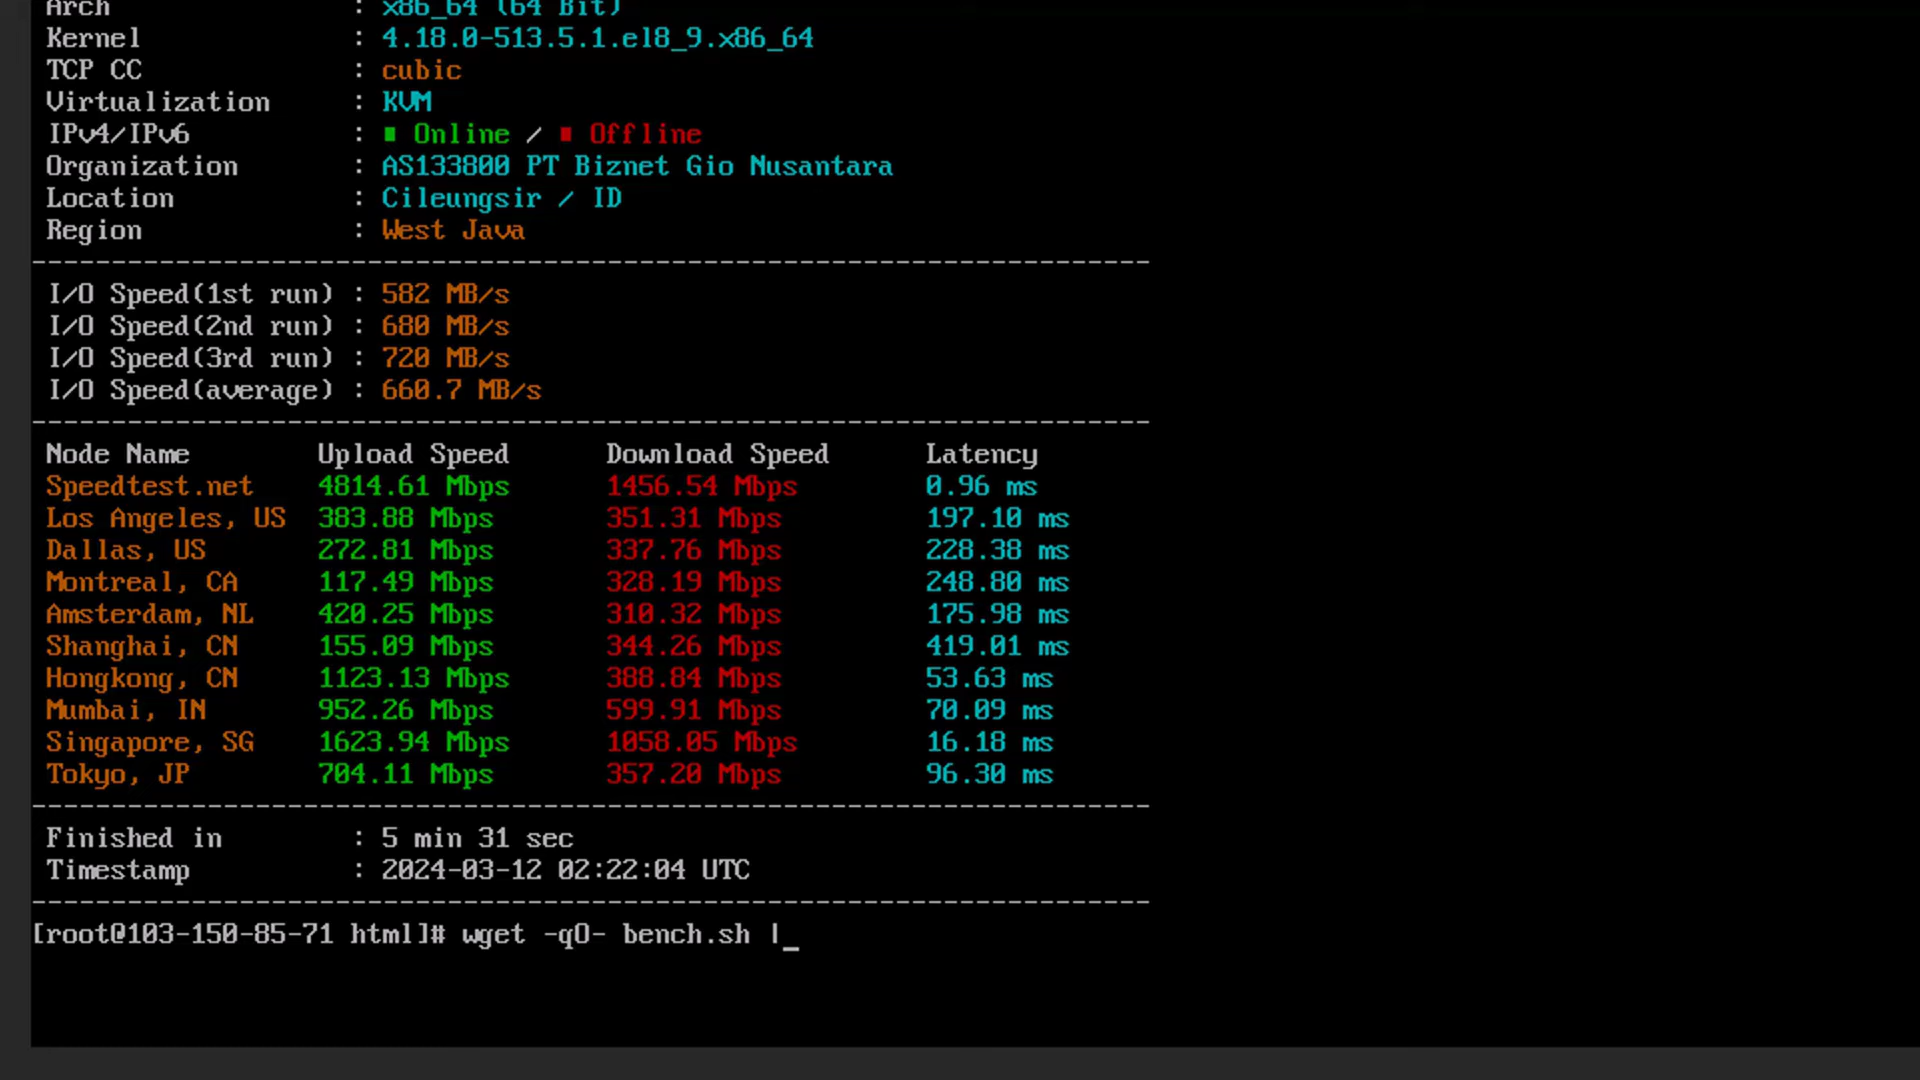 Arch : x86_64 (64 Bit)
Kernel : 4.18.0-513.5.1.el8_9.x86_64
TCP CC : cubic
Virtualization : KVM
IPv4/IPv6 : Online / Offline
Organization : AS133800 PT Biznet Gio Nusantara
Location : Cileungsir / ID
Region : West Java
----------------------------------------------------------------------
I/O Speed(1st run) : 582 MB/s
I/O Speed(2nd run) : 680 MB/s
I/O Speed(3rd run) : 720 MB/s
I/O Speed(average) : 660.7 MB/s
----------------------------------------------------------------------
Node Name Upload Speed Download Speed Latency
Speedtest.net 4814.61 Mbps 1456.54 Mbps 0.96 ms
Los Angeles, US 383.88 Mbps 351.31 Mbps 197.10 ms
Dallas, US 272.81 Mbps 337.76 Mbps 228.38 ms
Montreal, CA 117.49 Mbps 328.19 Mbps 248.80 ms
Amsterdam, NL 420.25 Mbps 310.32 Mbps 175.98 ms
Shanghai, CN 155.09 Mbps 344.26 Mbps 419.01 ms
Hongkong, CN 1123.13 Mbps 388.84 Mbps 53.63 ms
Mumbai, IN 952.26 Mbps 599.91 Mbps 70.09 ms
Singapore, SG 1623.94 Mbps 1058.05 Mbps 16.18 ms
Tokyo, JP 704.11 Mbps 357.20 Mbps 96.30 ms
----------------------------------------------------------------------
Finished in : 5 min 31 sec
Timestamp : 2024-03-12 02:22:04 UTC
----------------------------------------------------------------------
[root@103-150-85-71 html]# wget -qO- bench.sh |_